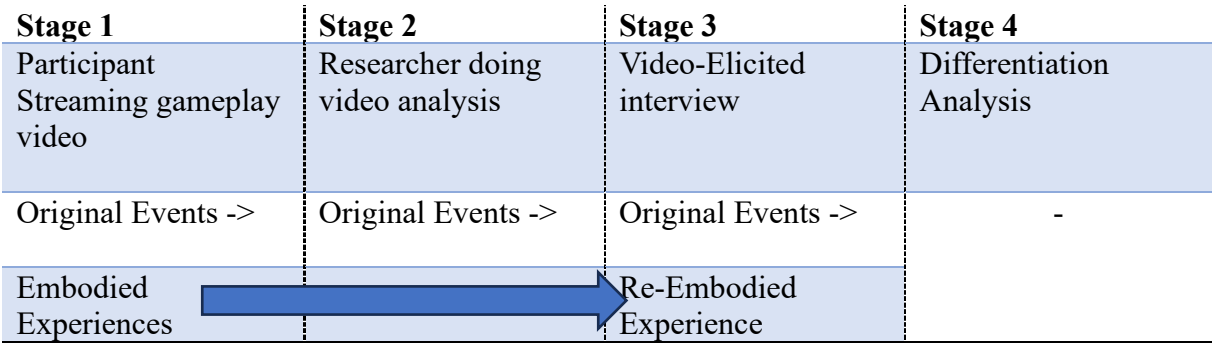 Stage 1
Stage 2
Stage 3
Stage 4
Participant
Streaming gameplay
video
Researcher doing
video analysis
Video-Elicited
interview
Differentiation
Analysis
Original Events ->
Original Events ->
Original Events ->
-
Embodied
Experiences
Re-Embodied
Experience